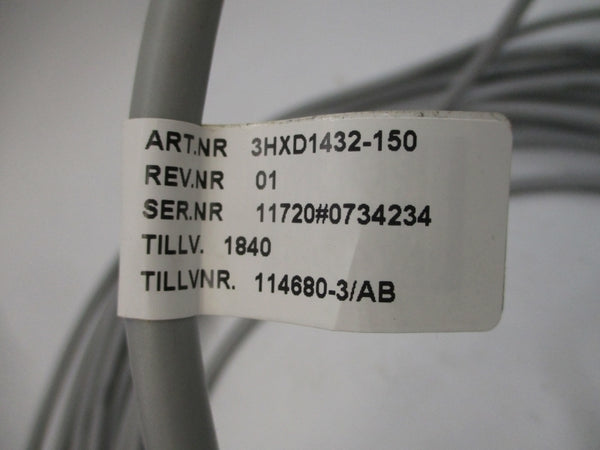 ART.NR 3HXD1432-150
REV.NR 01
SER.NR 11720#0734234
TILLV. 1840
TILLVNR. 114680-3/AB